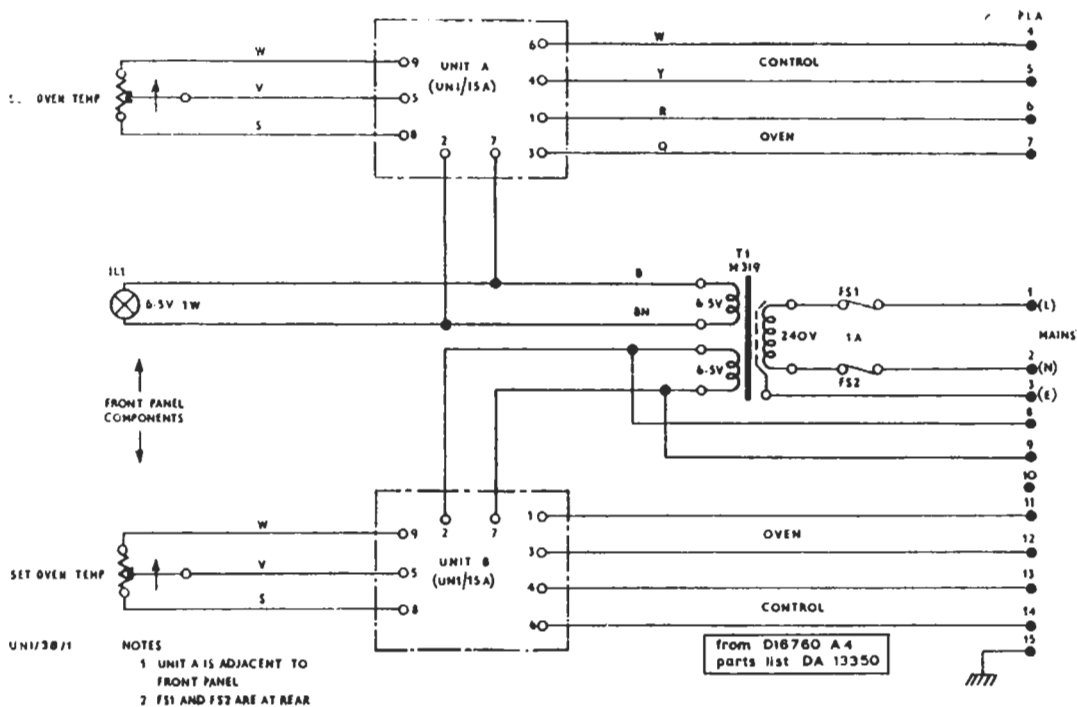 PLA
4
W
6
W
9
UNIT A
CONTROL
(UNI/15A)
OVEN TEMP
V
5
4
Y
5
S
8
1
R
6
OVEN
2
7
3
O
7
T1
M319
IL1
B
FS1
1
(L)
6·5V 1W
6·5V
BN
240V
1A
MAINS
2
(N)
6·5V
FS2
3
(E)
FRONT PANEL
COMPONENTS
8
9
10
11
W
9
2
7
1
OVEN
12
UNIT B
(UNI/15A)
SET OVEN TEMP
V
5
3
13
4
S
8
CONTROL
14
6
15
UNI/38/1
NOTES
1 UNIT A IS ADJACENT TO
FRONT PANEL
2 FS1 AND FS2 ARE AT REAR
from D16760 A4
parts list DA 13350